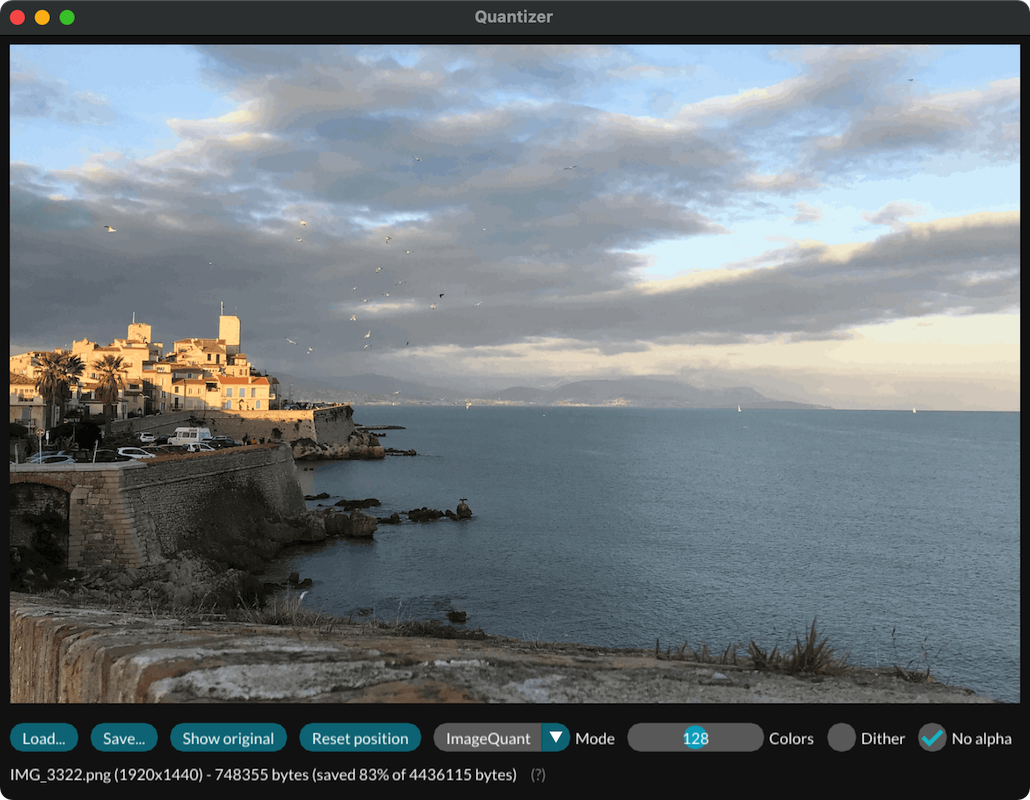 Quantizer
Load... Save... Show original Reset position ImageQuant Mode 128 Colors Dither No alpha
IMG_3322.png (1920x1440) - 748355 bytes (saved 83% of 4436115 bytes) (?)